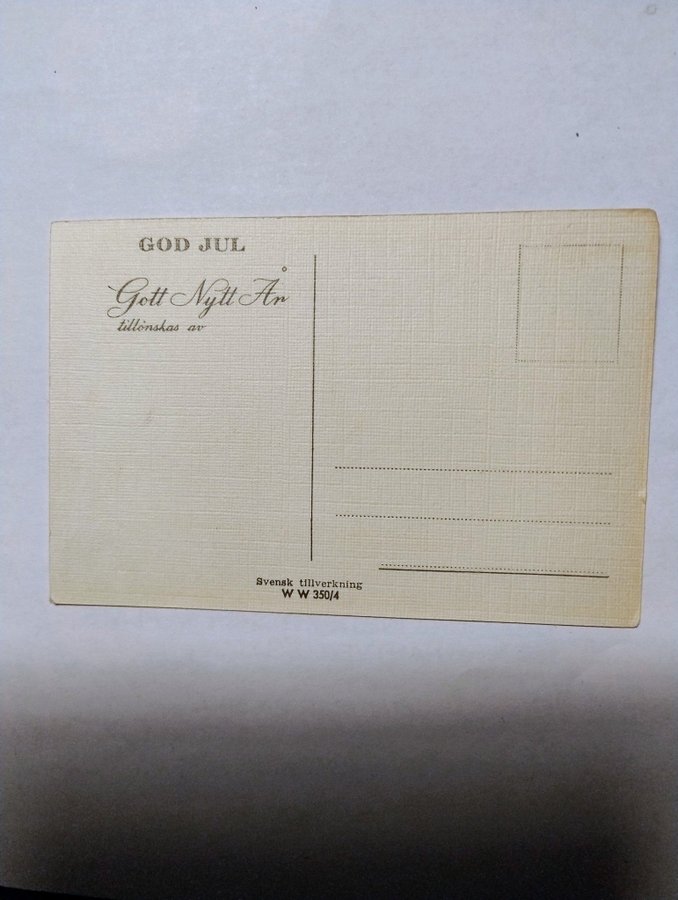 GOD JUL
Gott Nytt År
tillönskas av
Svensk tillverkning
W W 350/4